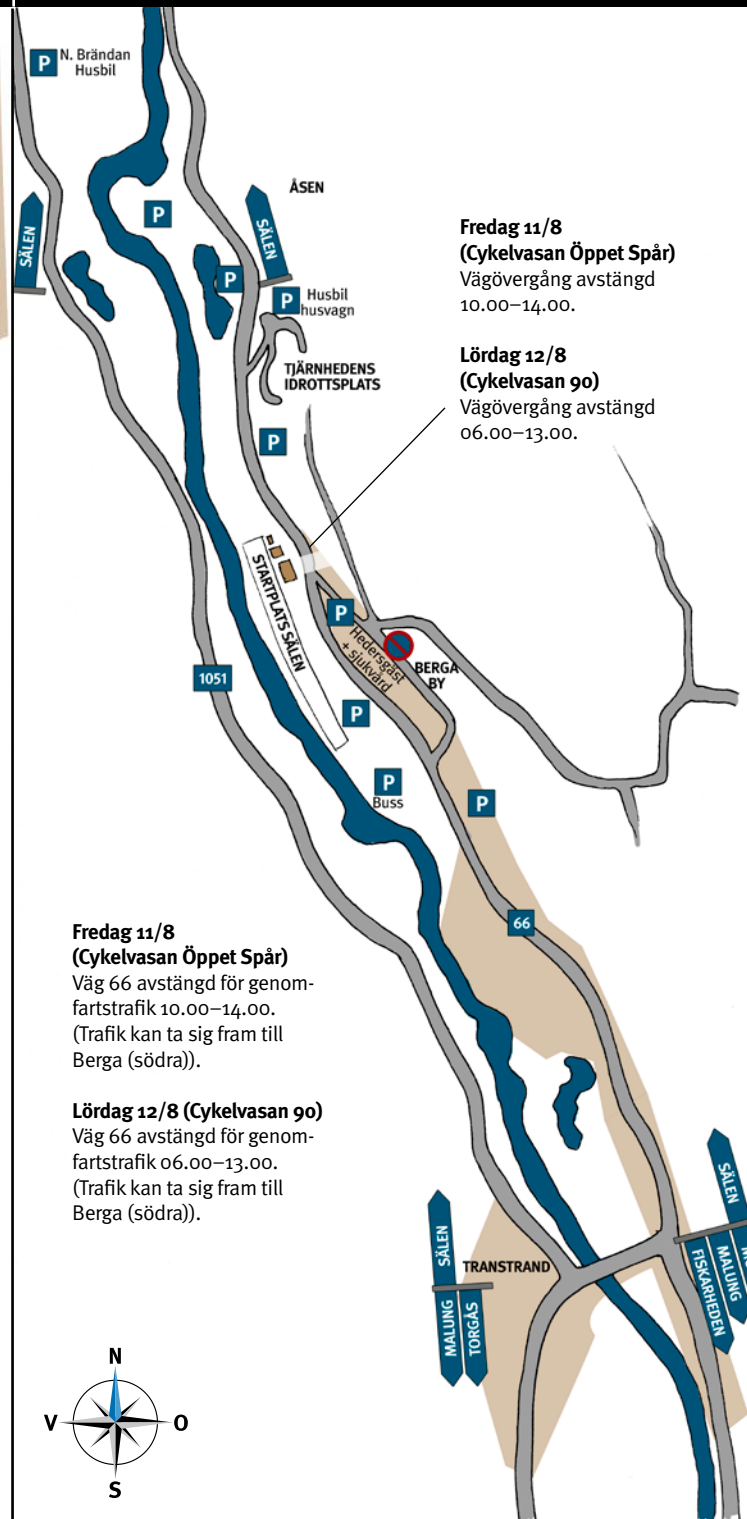 P N. Brändan
Husbil
P
SÄLEN
ÅSEN
SÄLEN
P
P Husbil
husvagn
TJÄRNHEDENS
IDROTTSPLATS
P
Fredag 11/8
(Cykelvasan Öppet Spår)
Vägövergång avstängd
10.00–14.00.
Lördag 12/8
(Cykelvasan 90)
Vägövergång avstängd
06.00–13.00.
STARTPLATS SÄLEN
P
Hedersgäst
+ sjukvård
BERGA
BY
1051
P
P
Buss
P
66
Fredag 11/8
(Cykelvasan Öppet Spår)
Väg 66 avstängd för genom-
fartstrafik 10.00–14.00.
(Trafik kan ta sig fram till
Berga (södra)).
Lördag 12/8 (Cykelvasan 90)
Väg 66 avstängd för genom-
fartstrafik 06.00–13.00.
(Trafik kan ta sig fram till
Berga (södra)).
SÄLEN
MALUNG
TORGÅS
TRANSTRAND
SÄLEN
FISKARHEDEN
MALUNG
N
V O
S